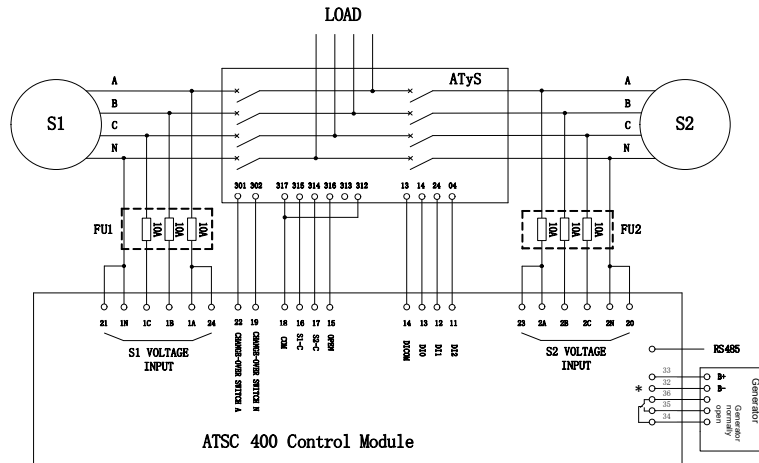 LOAD
ATyS
A
B
C
N
S1
A
B
C
N
S2
301 302 317 315 314 316 313 312 13 14 24 04
FU1
10A 10A 10A
10A 10A 10A
FU2
21 1N 1C 1B 1A 24 22 19 18 16 17 15 14 13 12 11 23 2A 2B 2C 2N 20
S1 VOLTAGE
INPUT
CHANGE-OVER SWITCH A
CHANGE-OVER SWITCH N
COM
S1-C
S2-C
OPEN
DICOM
DI0
DI1
DI2
S2 VOLTAGE
INPUT
RS485
33 B+
* 32 B-
36
35
34
Generator
normally
open
Generator
ATSC 400 Control Module